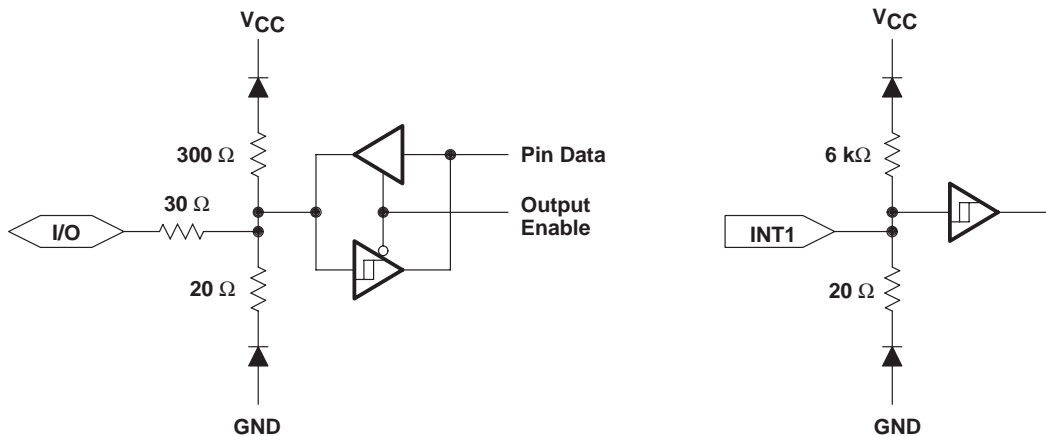 VCC
300 Ω
30 Ω
I/O
20 Ω
GND
Pin Data
Output
Enable
VCC
6 kΩ
INT1
20 Ω
GND